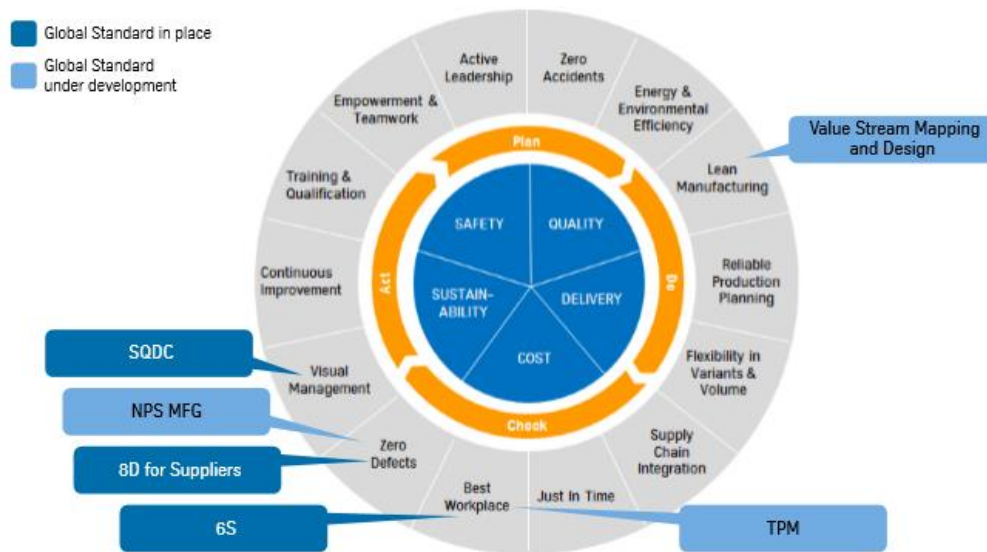 Global Standard in place
Global Standard
under development
Active
Leadership
Zero
Accidents
Energy &
Environmental
Efficiency
Lean
Manufacturing
Reliable
Production
Planning
Flexibility in
Variants &
Volume
Supply
Chain
Integration
Just In Time
Best
Workplace
Zero
Defects
Visual
Management
Continuous
Improvement
Training &
Qualification
Empowerment &
Teamwork
Plan
Do
Check
Act
SAFETY
QUALITY
DELIVERY
COST
SUSTAIN-
ABILITY
Value Stream Mapping
and Design
SQDC
NPS MFG
8D for Suppliers
6S
TPM